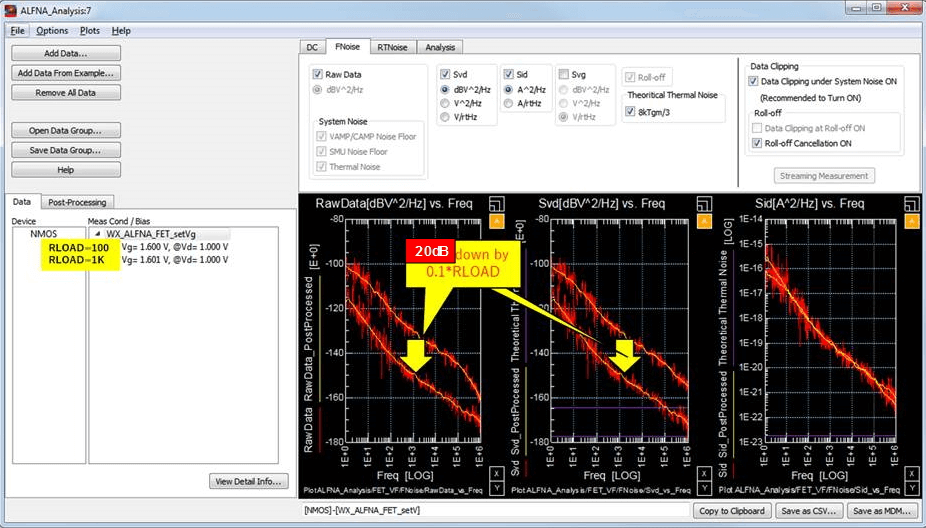 ALFNA_Analysis:7
File Options Plots Help
Add Data...
Add Data From Example...
Remove All Data
Open Data Group...
Save Data Group...
Help
Data Post-Processing
Device Meas Cond / Bias
NMOS WX_ALFNA_FET_setVg
RLOAD=100 Vg= 1.600 V, @Vd= 1.000 V
RLOAD=1K Vg= 1.601 V, @Vd= 1.000 V
View Detail Info...
DC FNoise RTNoise Analysis
Raw Data
dBV^2/Hz
System Noise
VAMP/CAMP Noise Floor
SMU Noise Floor
Thermal Noise
Svd
dBV^2/Hz
V^2/Hz
V/rtHz
Sid
A^2/Hz
A/rtHz
Svg
dBV^2/Hz
V^2/Hz
V/rtHz
Roll-off
Theoritical Thermal Noise
8kTgm/3
Data Clipping
Data Clipping under System Noise ON
(Recommended to Turn ON)
Roll-off
Data Clipping at Roll-off ON
Roll-off Cancellation ON
Streaming Measurement
RawData[dBV^2/Hz] vs. Freq
A
-80
-100
-120
-140
-160
-180
RawData RawData_PostProcessed [E+0]
1E+0 1E+1 1E+2 1E+3 1E+4 1E+5 1E+6
Freq [LOG]
X
Y
Plot ALFNA_Analysis/FET_VF/FNoise/RawData_vs_Freq
20dB down by
0.1*RLOAD
Svd[dBV^2/Hz] vs. Freq
A
-80
-100
-120
-140
-160
-180
Svd Svd_PostProcessed Theoretical E+0]
1E+0 1E+1 1E+2 1E+3 1E+4 1E+5 1E+6
Freq [LOG]
X
Y
Plot ALFNA_Analysis/FET_VF/FNoise/Svd_vs_Freq
Sid[A^2/Hz] vs. Freq
A
1E-14
1E-15
1E-16
1E-17
1E-18
1E-19
1E-20
1E-21
1E-22
1E-23
Sid Sid_PostProcessed Theoretical Thermal Noise [LOG]
1E+0 1E+1 1E+2 1E+3 1E+4 1E+5 1E+6
Freq [LOG]
X
Y
Plot ALFNA_Analysis/FET_VF/FNoise/Sid_vs_Freq
[NMOS]-[WX_ALFNA_FET_setV]
Copy to Clipboard Save as CSV... Save as MDM...